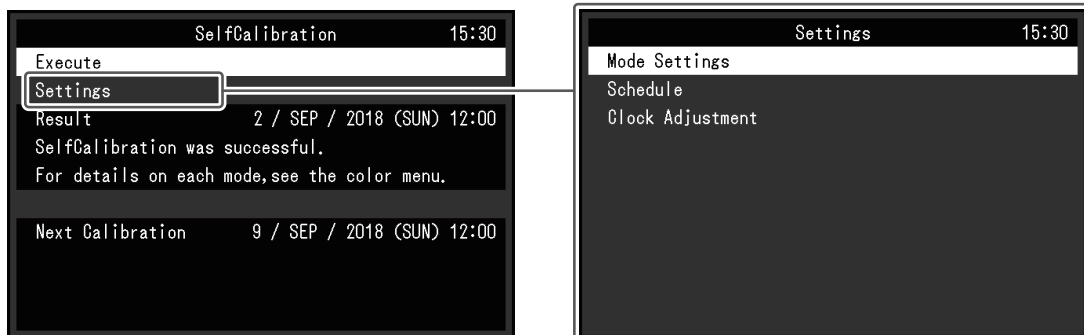 SelfCalibration 15:30
Execute
Settings
Result 2 / SEP / 2018 (SUN) 12:00
SelfCalibration was successful.
For details on each mode,see the color menu.
Next Calibration 9 / SEP / 2018 (SUN) 12:00
Settings 15:30
Mode Settings
Schedule
Clock Adjustment